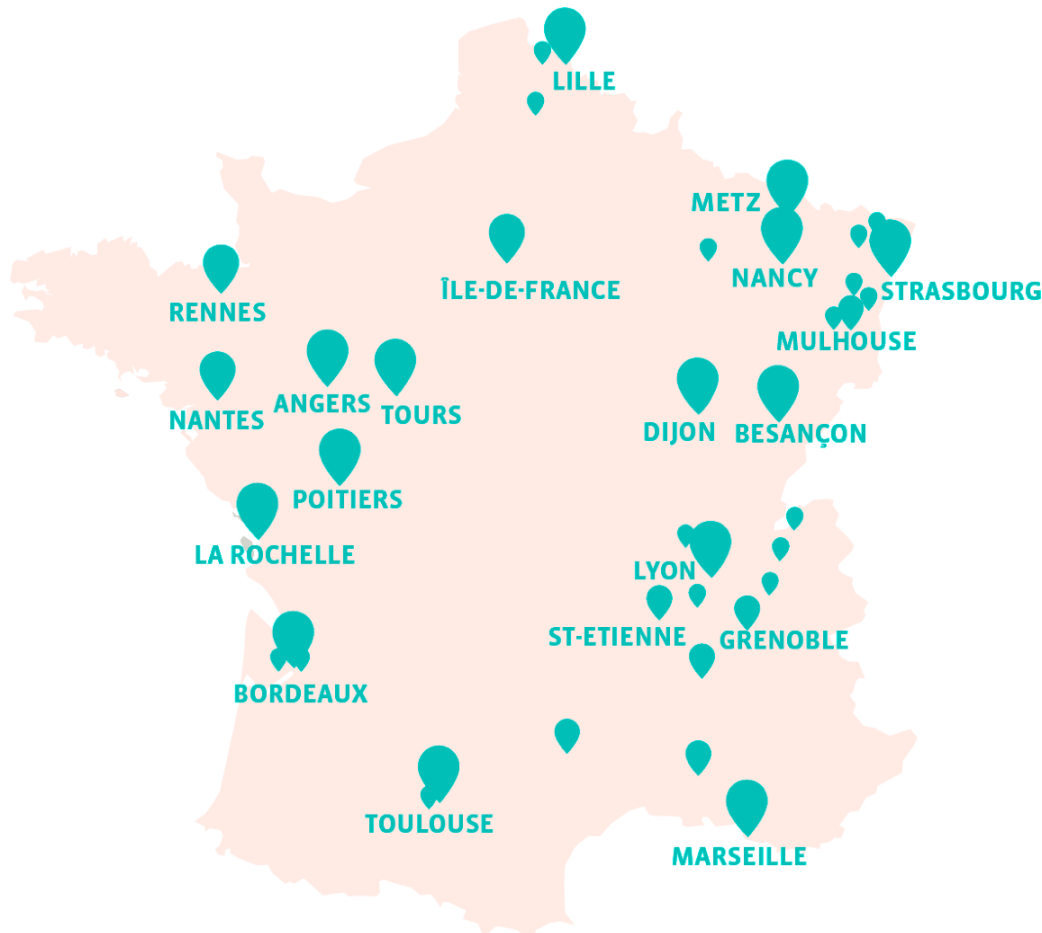 LILLE
METZ
NANCY
ÎLE-DE-FRANCE
STRASBOURG
RENNES
MULHOUSE
ANGERS
TOURS
NANTES
DIJON
BESANÇON
POITIERS
LA ROCHELLE
LYON
ST-ETIENNE
GRENOBLE
BORDEAUX
TOULOUSE
MARSEILLE